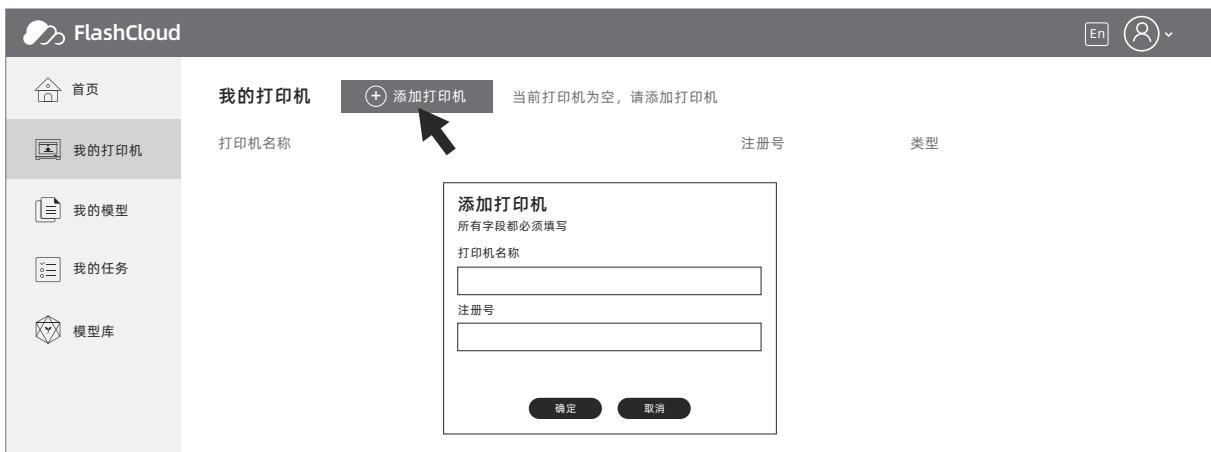 FlashCloud
En
首页
我的打印机
添加打印机
当前打印机为空，请添加打印机
我的打印机
打印机名称
注册号
类型
我的模型
添加打印机
所有字段都必须填写
打印机名称
我的任务
注册号
模型库
确定
取消